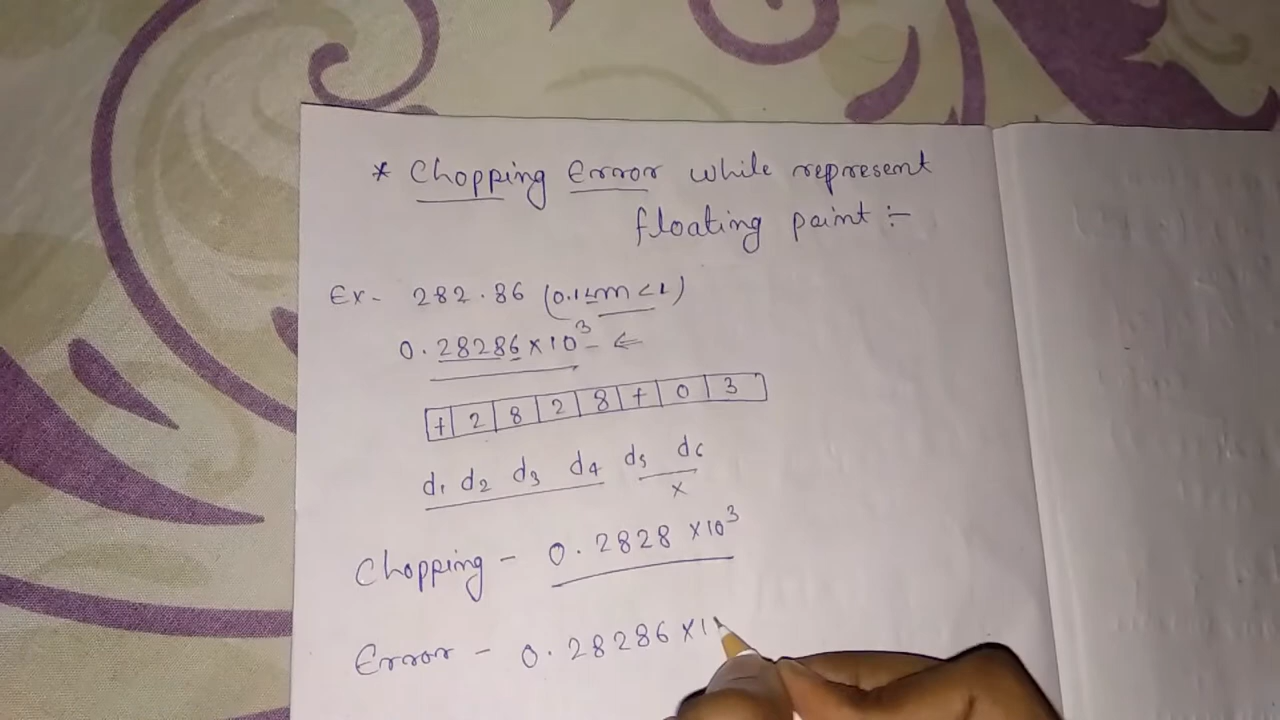 * Chopping Error while represent
floating paint :-
Ex - 282.86 (0.1≤m<1)
0.28286×10³ ⇐
+ 2 8 2 8 + 0 3
d₁ d₂ d₃ d₄ d₅ d₆
×
Chopping - 0.2828 ×10³
Error - 0.28286 ×1